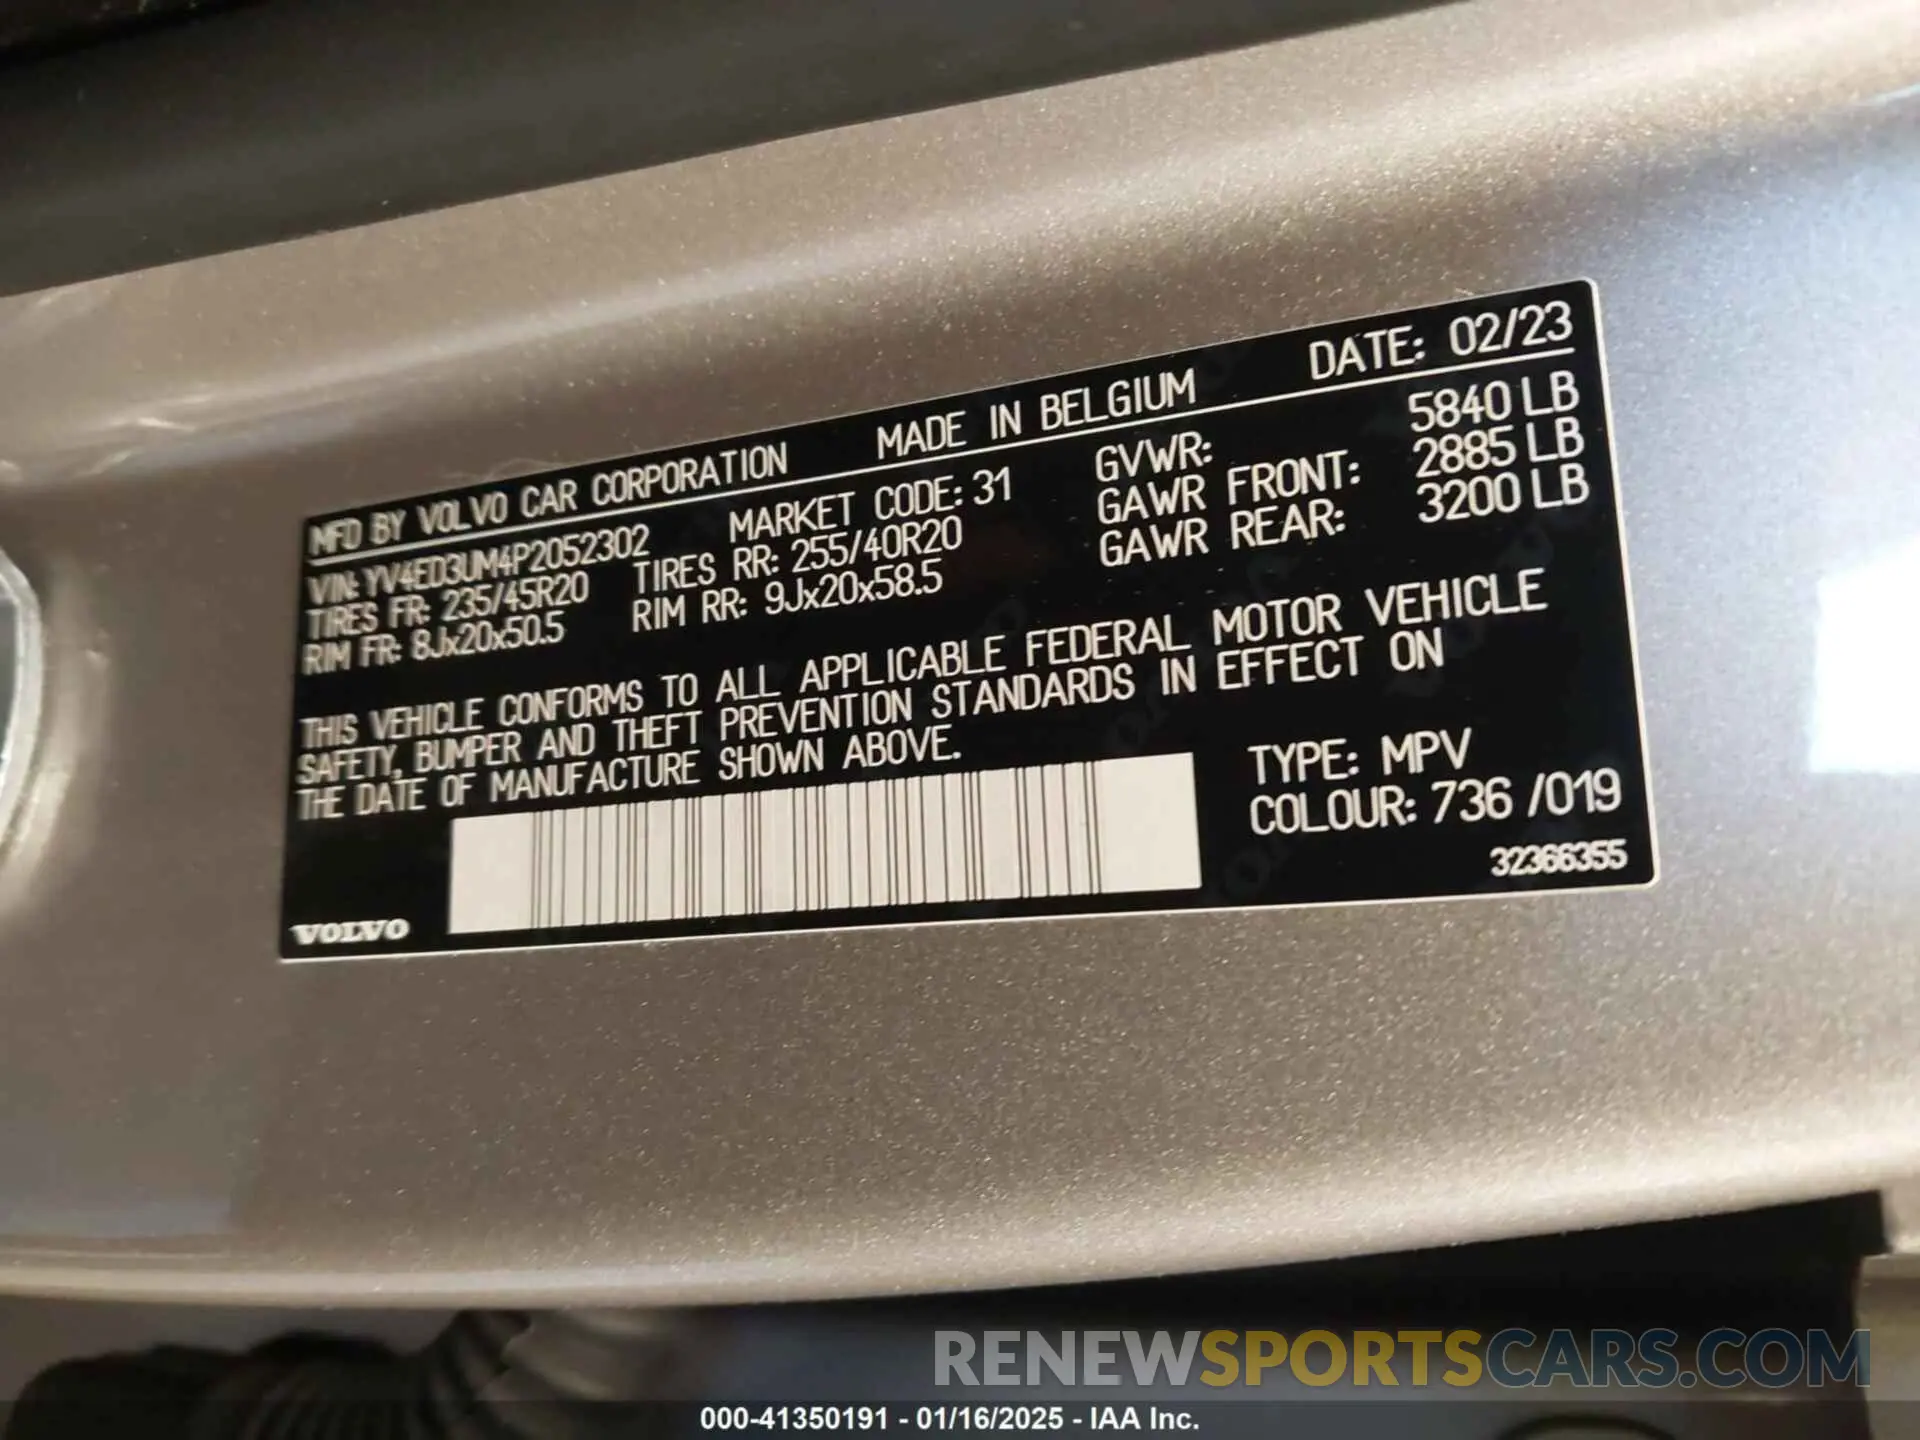 MFD BY VOLVO CAR CORPORATION MADE IN BELGIUM DATE: 02/23
VIN: YV4ED3UM4P2052302 MARKET CODE: 31 GVWR: 5840 LB
TIRES FR: 235/45R20 TIRES RR: 255/40R20 GAWR FRONT: 2885 LB
RIM FR: 8Jx20x50.5 RIM RR: 9Jx20x58.5 GAWR REAR: 3200 LB
THIS VEHICLE CONFORMS TO ALL APPLICABLE FEDERAL MOTOR VEHICLE
SAFETY, BUMPER AND THEFT PREVENTION STANDARDS IN EFFECT ON
THE DATE OF MANUFACTURE SHOWN ABOVE.
TYPE: MPV
COLOUR: 736 /019
32366355
VOLVO
RENEWSPORTSCARS.COM
000-41350191 - 01/16/2025 - IAA Inc.